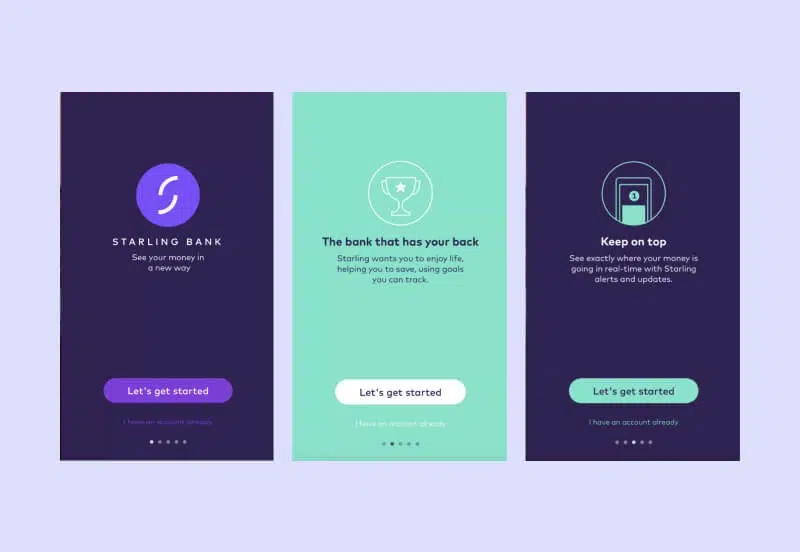 STARLING BANK
See your money in
a new way
Let's get started
I have an account already
The bank that has your back
Starling wants you to enjoy life,
helping you to save, using goals
you can track.
Let's get started
I have an account already
1
Keep on top
See exactly where your money is
going in real-time with Starling
alerts and updates.
Let's get started
I have an account already